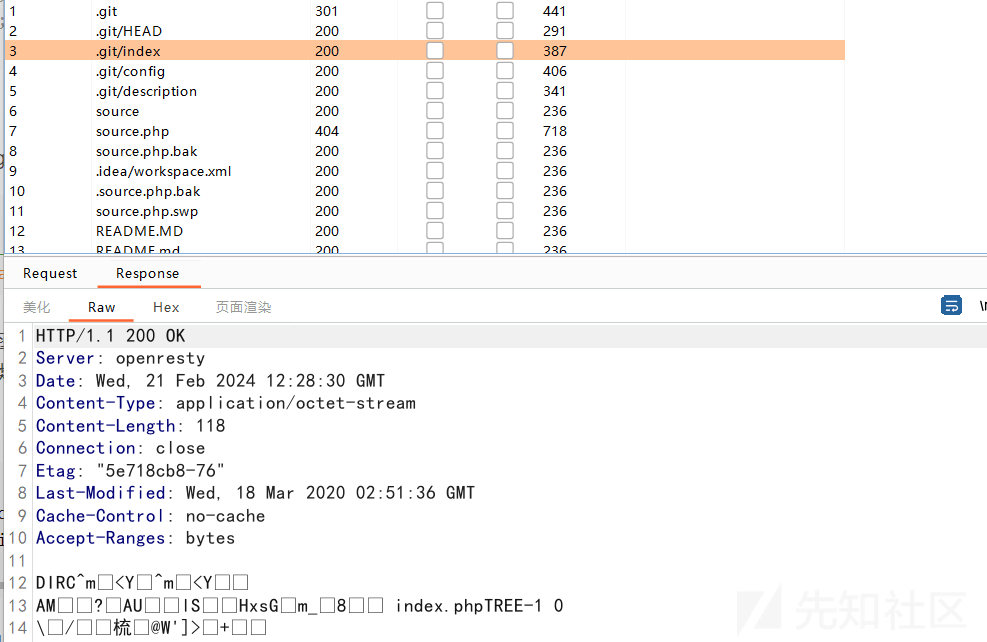 1 .git 301 441
2 .git/HEAD 200 291
3 .git/index 200 387
4 .git/config 200 406
5 .git/description 200 341
6 source 200 236
7 source.php 404 718
8 source.php.bak 200 236
9 .idea/workspace.xml 200 236
10 .source.php.bak 200 236
11 source.php.swp 200 236
12 README.MD 200 236
13 README.md 200 236
Request Response
美化 Raw Hex 页面渲染
1 HTTP/1.1 200 OK
2 Server: openresty
3 Date: Wed, 21 Feb 2024 12:28:30 GMT
4 Content-Type: application/octet-stream
5 Content-Length: 118
6 Connection: close
7 Etag: "5e718cb8-76"
8 Last-Modified: Wed, 18 Mar 2020 02:51:36 GMT
9 Cache-Control: no-cache
10 Accept-Ranges: bytes
11
12 DIRC^m□<Y□^m□<Y□□
13 AM□□?□AU□□IS□□HxsG□m_□8□□ index.phpTREE-1 0
14 \□/□□梳□@W']>□+□□
先知社区